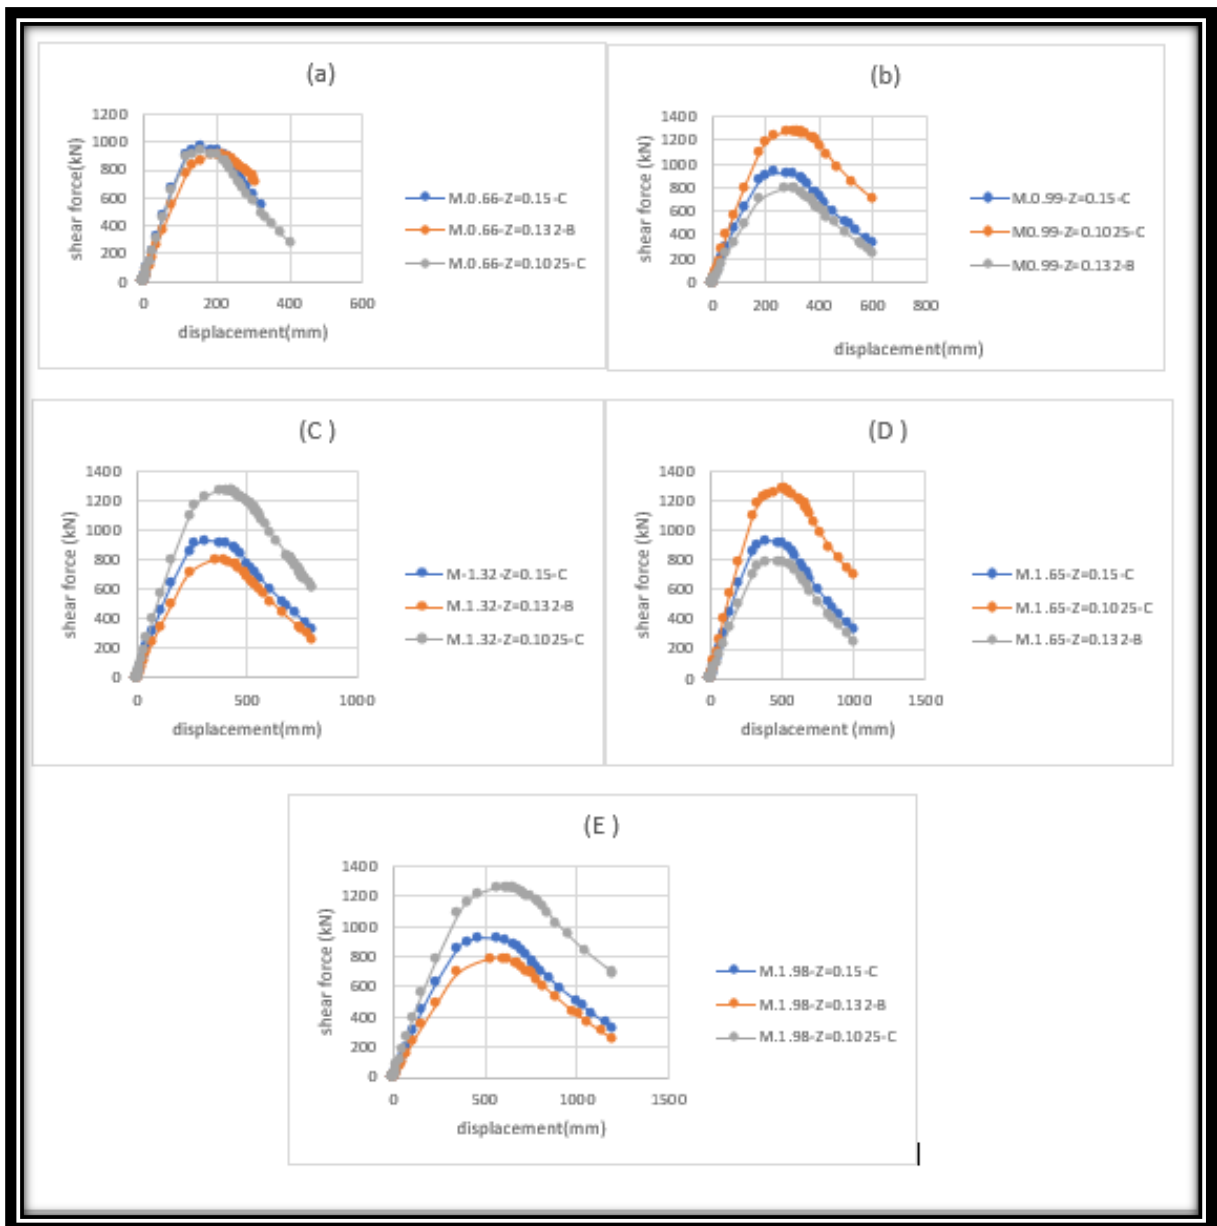 (a)
1200
1000
800
600
400
200
0
shear force(kN)
0 200 400 600
displacement(mm)
M.0.66-Z=0.15-C
M.0.66-Z=0.132-B
M.0.66-Z=0.1025-C
(b)
1400
1200
1000
800
600
400
200
0
shear force (kN)
0 200 400 600 800
displacement(mm)
M.0.99-Z=0.15-C
M0.99-Z=0.1025-C
M0.99-Z=0.132-B
(C )
1400
1200
1000
800
600
400
200
0
shear force (kN)
0 500 1000
displacement(mm)
M-1.32-Z=0.15-C
M.1.32-Z=0.132-B
M.1.32-Z=0.1025-C
(D )
1400
1200
1000
800
600
400
200
0
shear force (kN)
0 500 1000 1500
displacement (mm)
M.1.65-Z=0.15-C
M.1.65-Z=0.1025-C
M.1.65-Z=0.132-B
(E )
1400
1200
1000
800
600
400
200
0
shear force (kN)
0 500 1000 1500
displacement(mm)
M.1.98-Z=0.15-C
M.1.98-Z=0.132-B
M.1.98-Z=0.1025-C